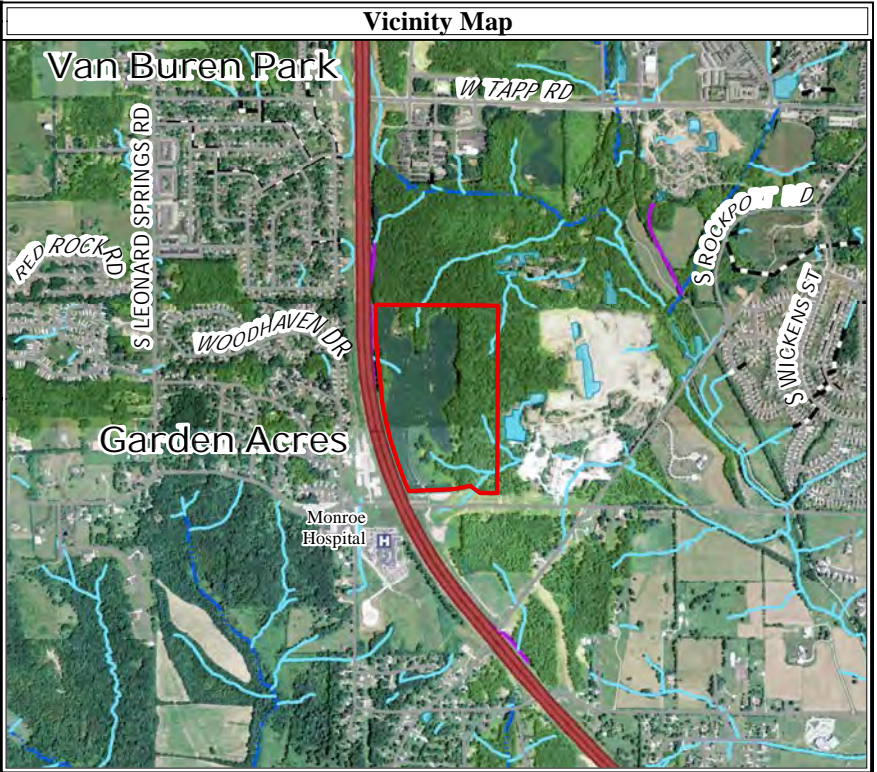 Vicinity Map
Van Buren Park
W TAPP RD
S LEONARD SPRINGS RD
S ROCKPORT RD
RED ROCK RD
WOODHAVEN DR
S WICKENS ST
Garden Acres
Monroe
Hospital
H